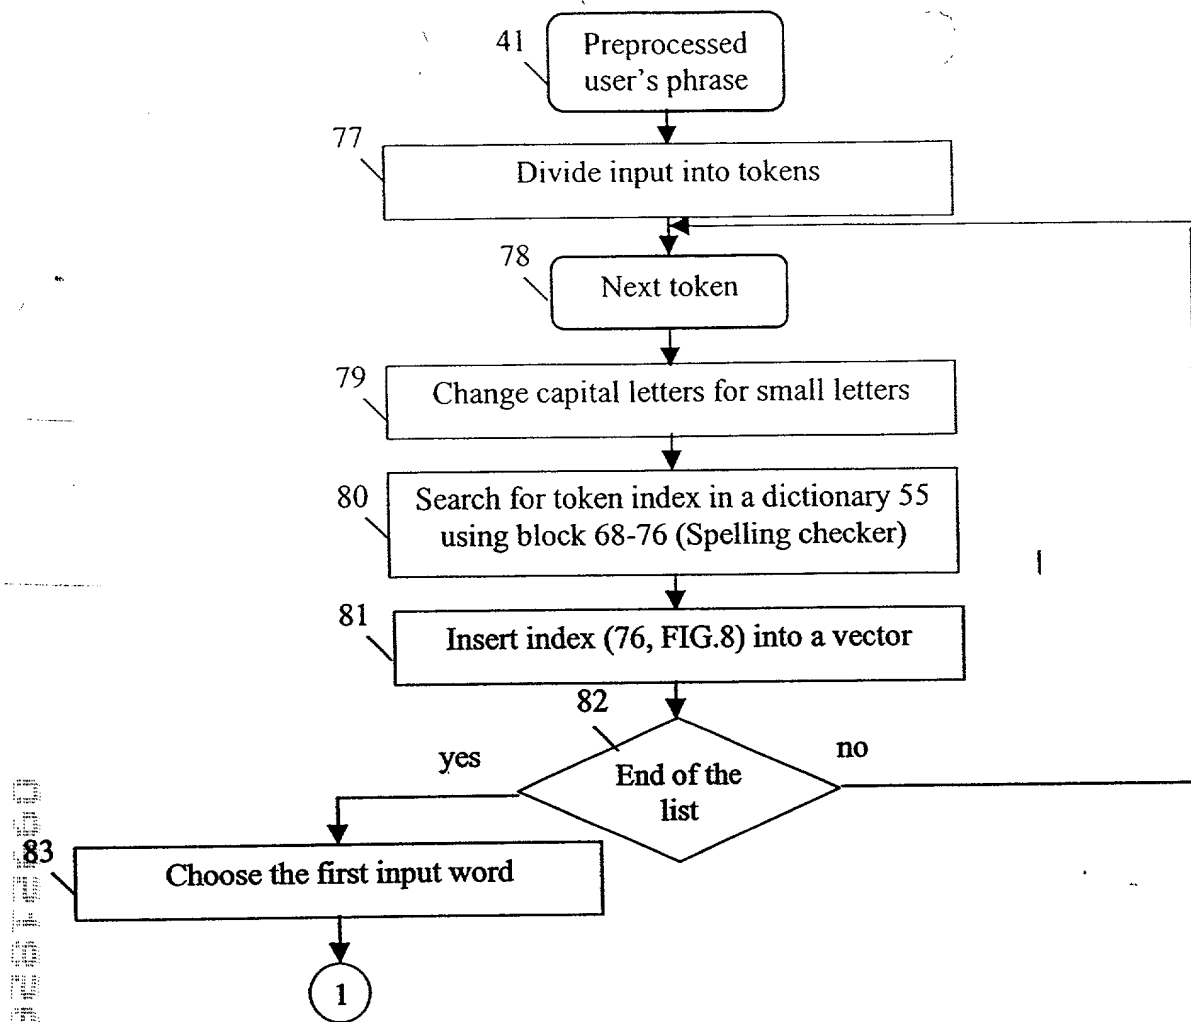 41
Preprocessed
user's phrase
77
Divide input into tokens
78
Next token
79
Change capital letters for small letters
80
Search for token index in a dictionary 55
using block 68-76 (Spelling checker)
81
Insert index (76, FIG.8) into a vector
82
yes
no
End of the
list
83
Choose the first input word
1